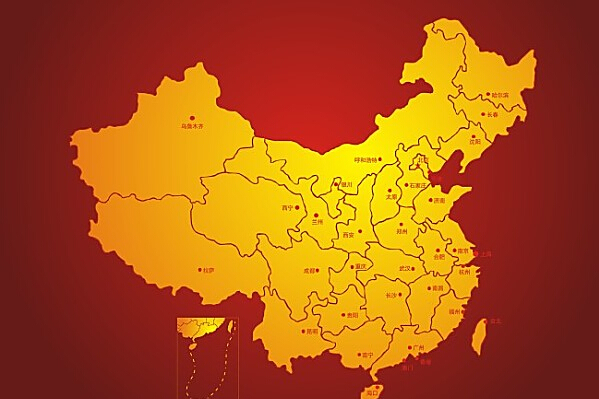 哈尔滨
长春
乌鲁木齐
沈阳
呼和浩特
北京
银川
石家庄
太原
济南
西宁
兰州
西安
郑州
合肥
南京
上海
拉萨
成都
重庆
武汉
杭州
长沙
南昌
贵阳
福州
台北
昆明
广州
南宁
香港
澳门
海口